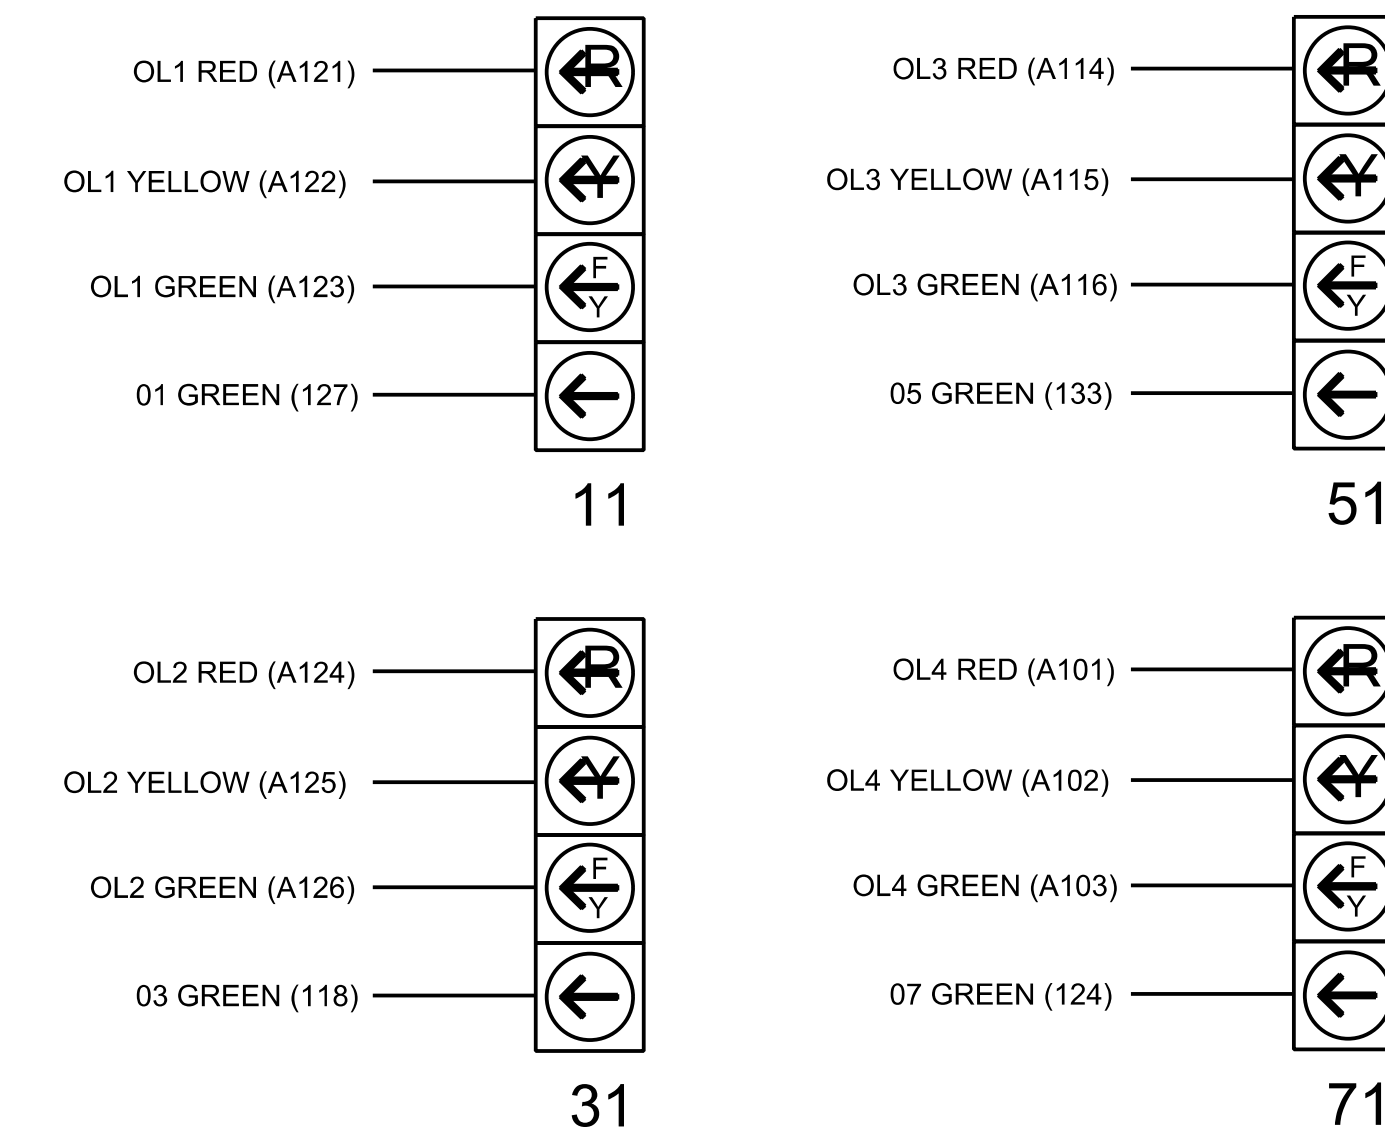 OL1 RED (A121)
R
OL1 YELLOW (A122)
Y
OL1 GREEN (A123)
F
Y
01 GREEN (127)
11
OL3 RED (A114)
R
OL3 YELLOW (A115)
Y
OL3 GREEN (A116)
F
Y
05 GREEN (133)
51
OL2 RED (A124)
R
OL2 YELLOW (A125)
Y
OL2 GREEN (A126)
F
Y
03 GREEN (118)
31
OL4 RED (A101)
R
OL4 YELLOW (A102)
Y
OL4 GREEN (A103)
F
Y
07 GREEN (124)
71